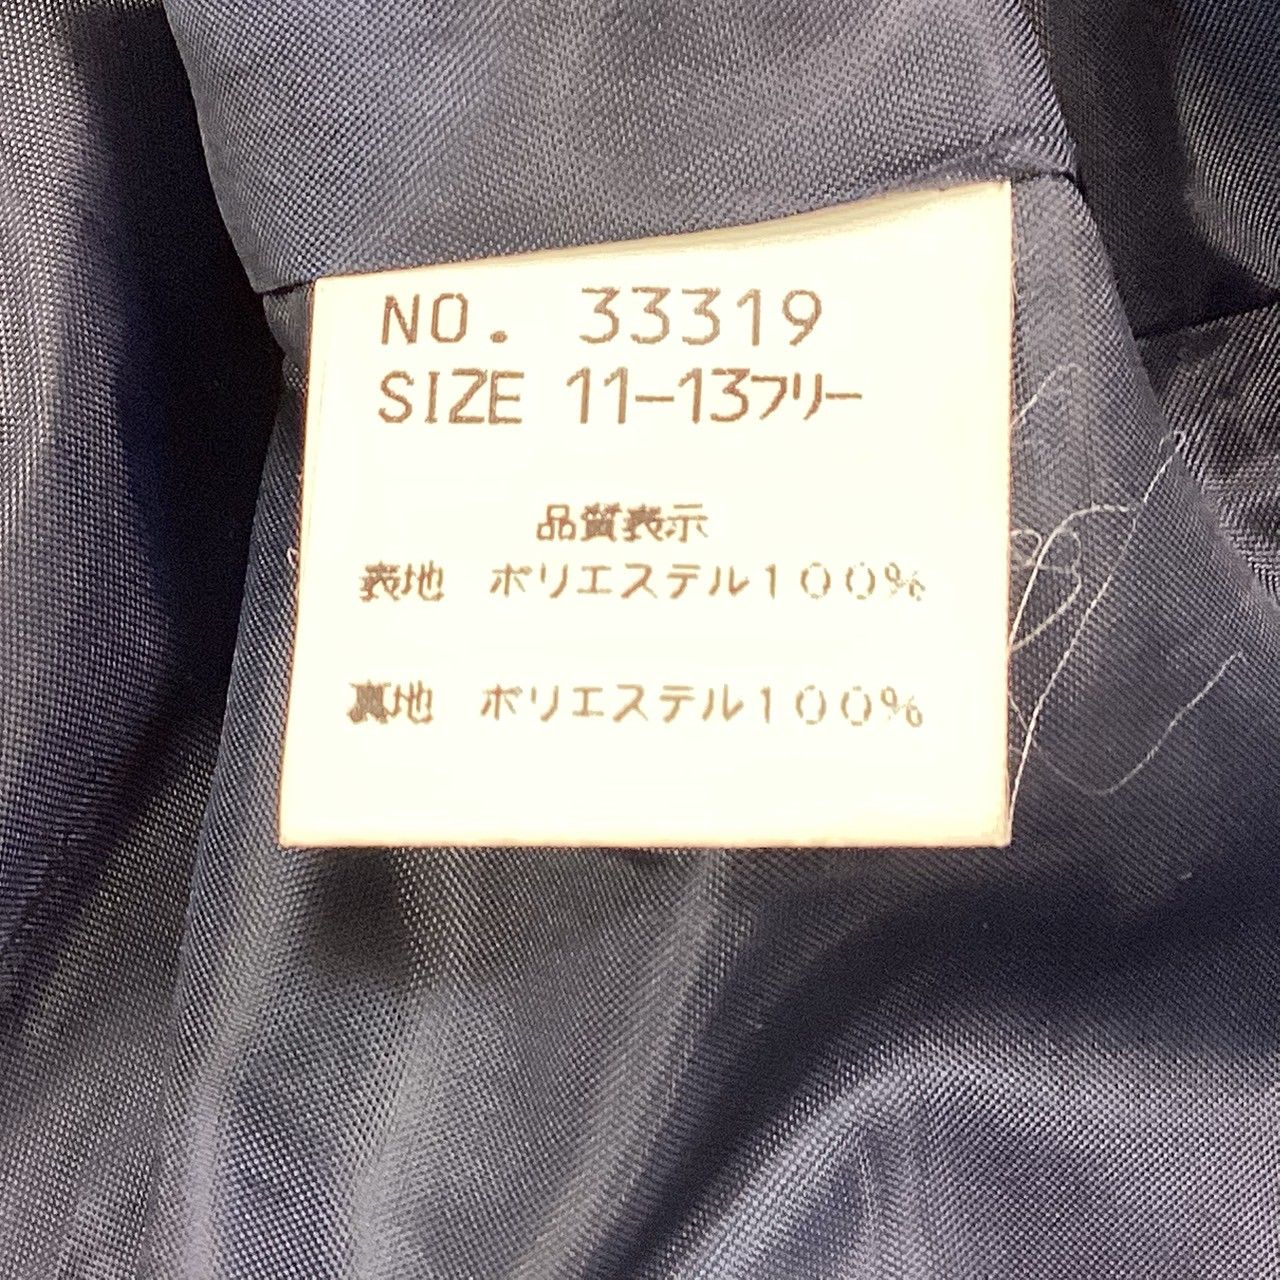 NO. 33319
SIZE 11-13フリー
品質表示
表地 ポリエステル100%
裏地 ポリエステル100%